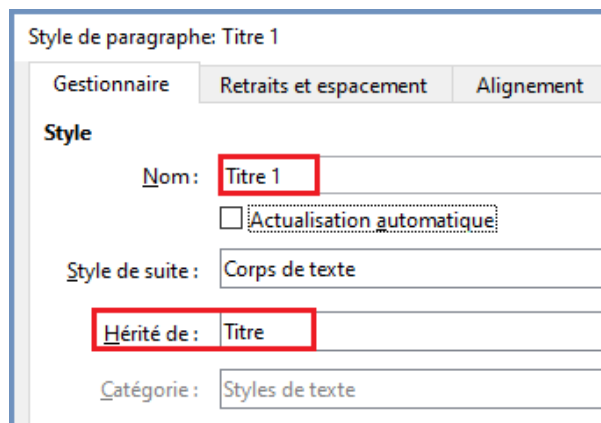 Style de paragraphe: Titre 1
Gestionnaire Retraits et espacement Alignement
Style
Nom : Titre 1
Actualisation automatique
Style de suite : Corps de texte
Hérité de : Titre
Catégorie : Styles de texte